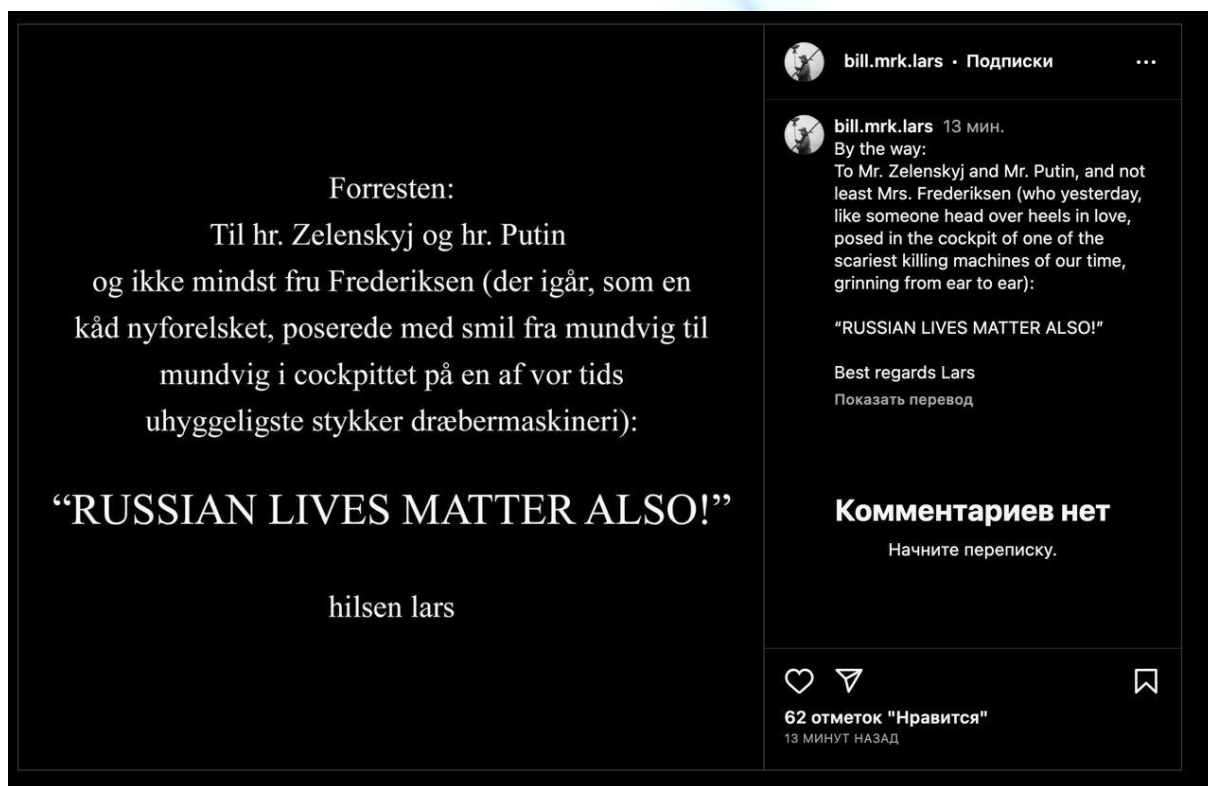 Forresten:
Til hr. Zelenskyj og hr. Putin
og ikke mindst fru Frederiksen (der igår, som en
kåd nyforelsket, poserede med smil fra mundvig til
mundvig i cockpittet på en af vor tids
uhyggeligste stykker dræbermaskineri):
“RUSSIAN LIVES MATTER ALSO!”
hilsen lars
bill.mrk.lars • Подписки
bill.mrk.lars 13 мин.
By the way:
To Mr. Zelenskyj and Mr. Putin, and not
least Mrs. Frederiksen (who yesterday,
like someone head over heels in love,
posed in the cockpit of one of the
scariest killing machines of our time,
grinning from ear to ear):
“RUSSIAN LIVES MATTER ALSO!”
Best regards Lars
Показать перевод
Комментариев нет
Начните переписку.
62 отметок "Нравится"
13 МИНУТ НАЗАД